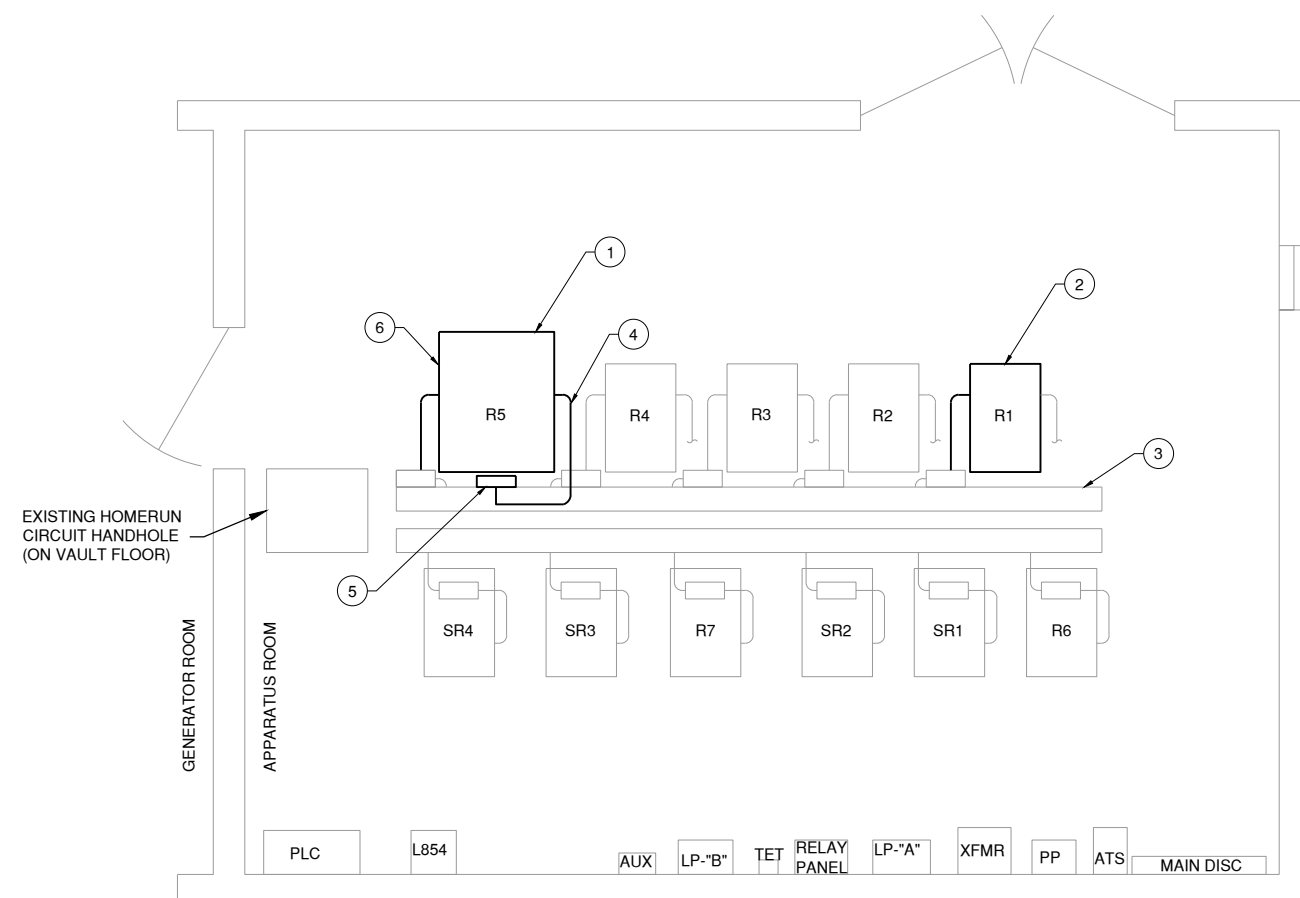 1
2
6
4
R5
R4
R3
R2
R1
3
EXISTING HOMERUN
CIRCUIT HANDHOLE
(ON VAULT FLOOR)
5
SR4
SR3
R7
SR2
SR1
R6
GENERATOR ROOM
APPARATUS ROOM
PLC
L854
AUX
LP-"B"
TET
RELAY
PANEL
LP-"A"
XFMR
PP
ATS
MAIN DISC